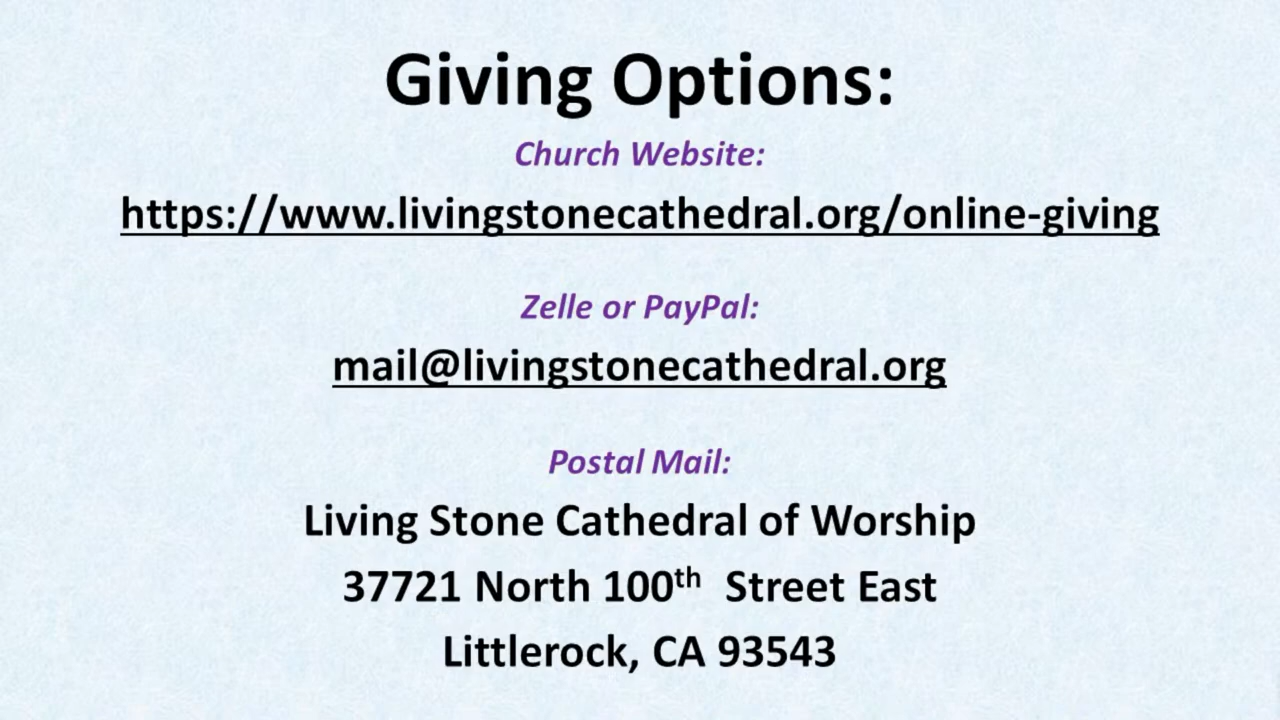 Giving Options:
Church Website:
https://www.livingstonecathedral.org/online-giving
Zelle or PayPal:
mail@livingstonecathedral.org
Postal Mail:
Living Stone Cathedral of Worship
37721 North 100th Street East
Littlerock, CA 93543